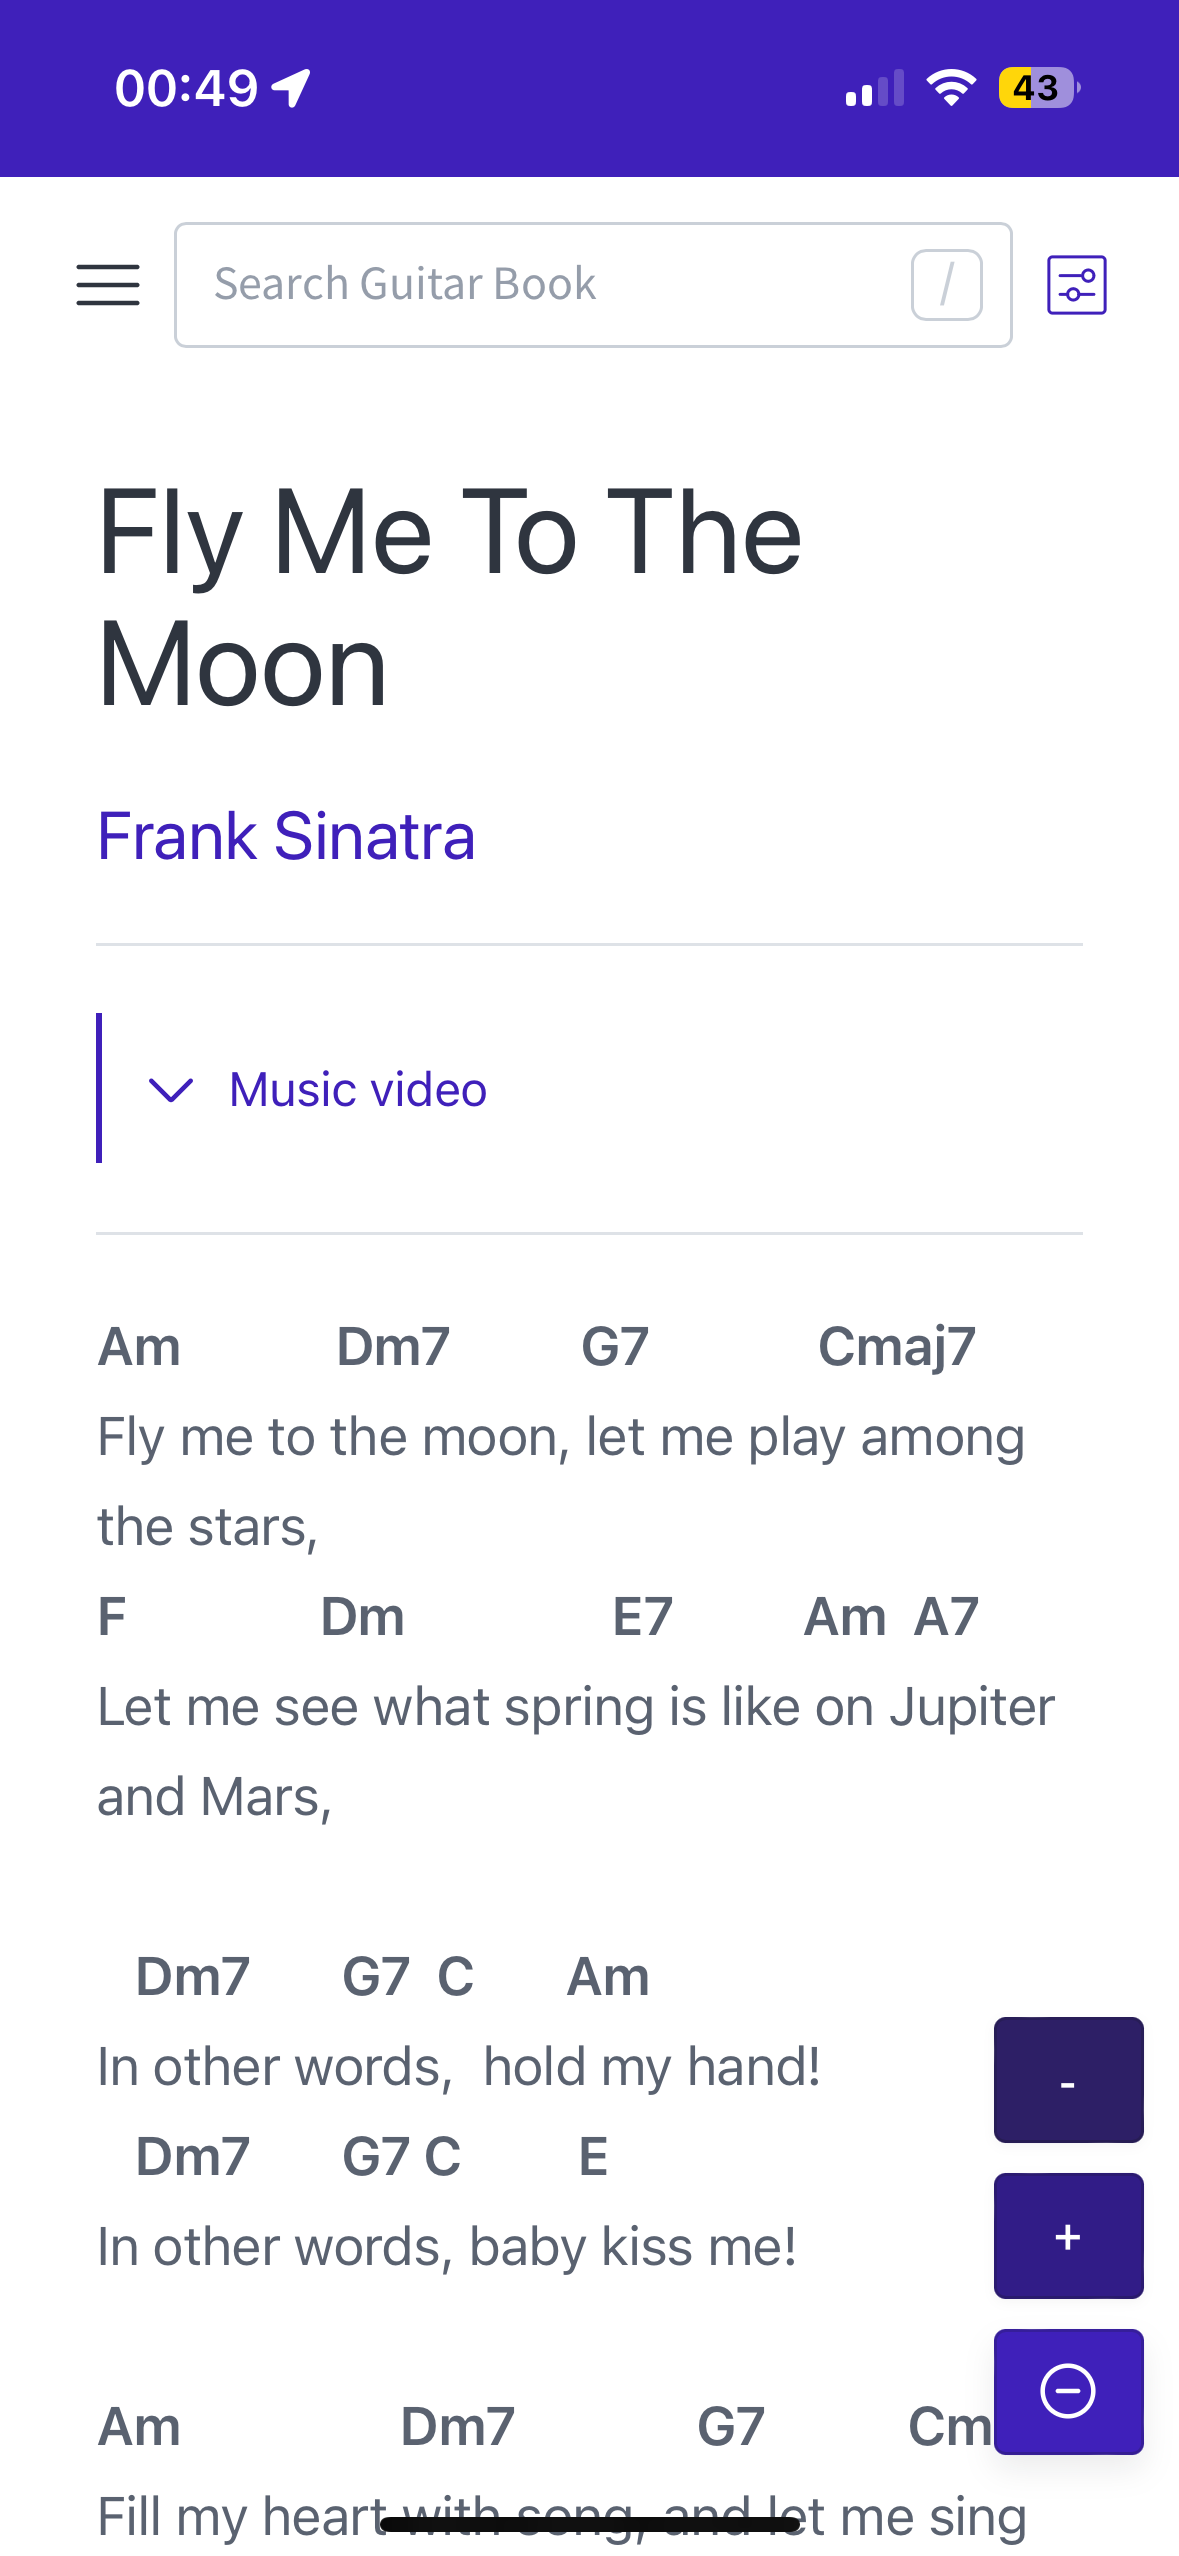 00:49
43
Search Guitar Book /
Fly Me To The
Moon
Frank Sinatra
Music video
Am Dm7 G7 Cmaj7
Fly me to the moon, let me play among
the stars,
F Dm E7 Am A7
Let me see what spring is like on Jupiter
and Mars,
Dm7 G7 C Am
In other words, hold my hand!
Dm7 G7 C E
In other words, baby kiss me!
-
+
Am Dm7 G7 Cm
Fill my heart with song, and let me sing